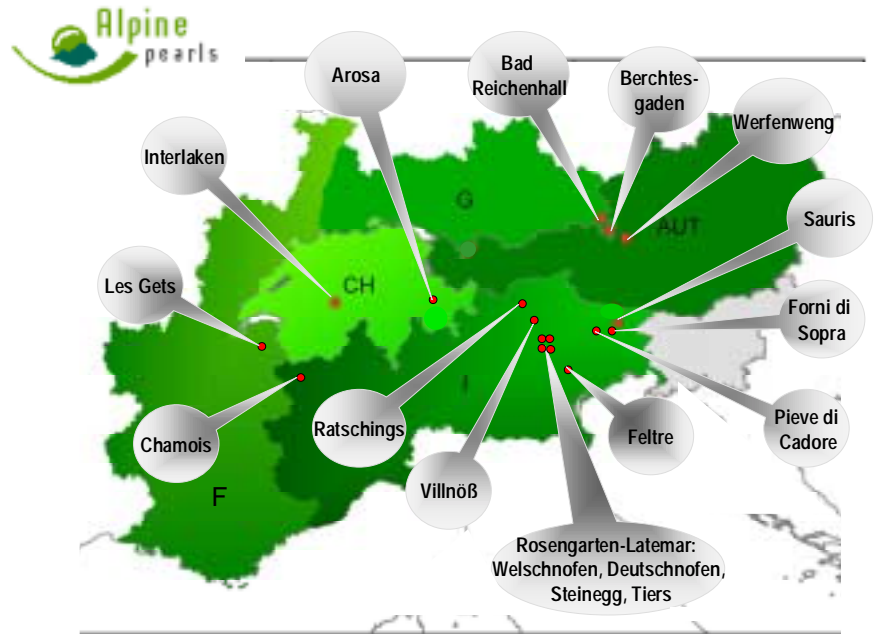 Alpine
pearls
Arosa
Bad
Reichenhall
Berchtes-
gaden
Werfenweng
Interlaken
G
Sauris
AUT
Les Gets
CH
Forni di
Sopra
I
Ratschings
Feltre
Pieve di
Cadore
Chamois
Villnöß
F
Rosengarten-Latemar:
Welschnofen, Deutschnofen,
Steinegg, Tiers